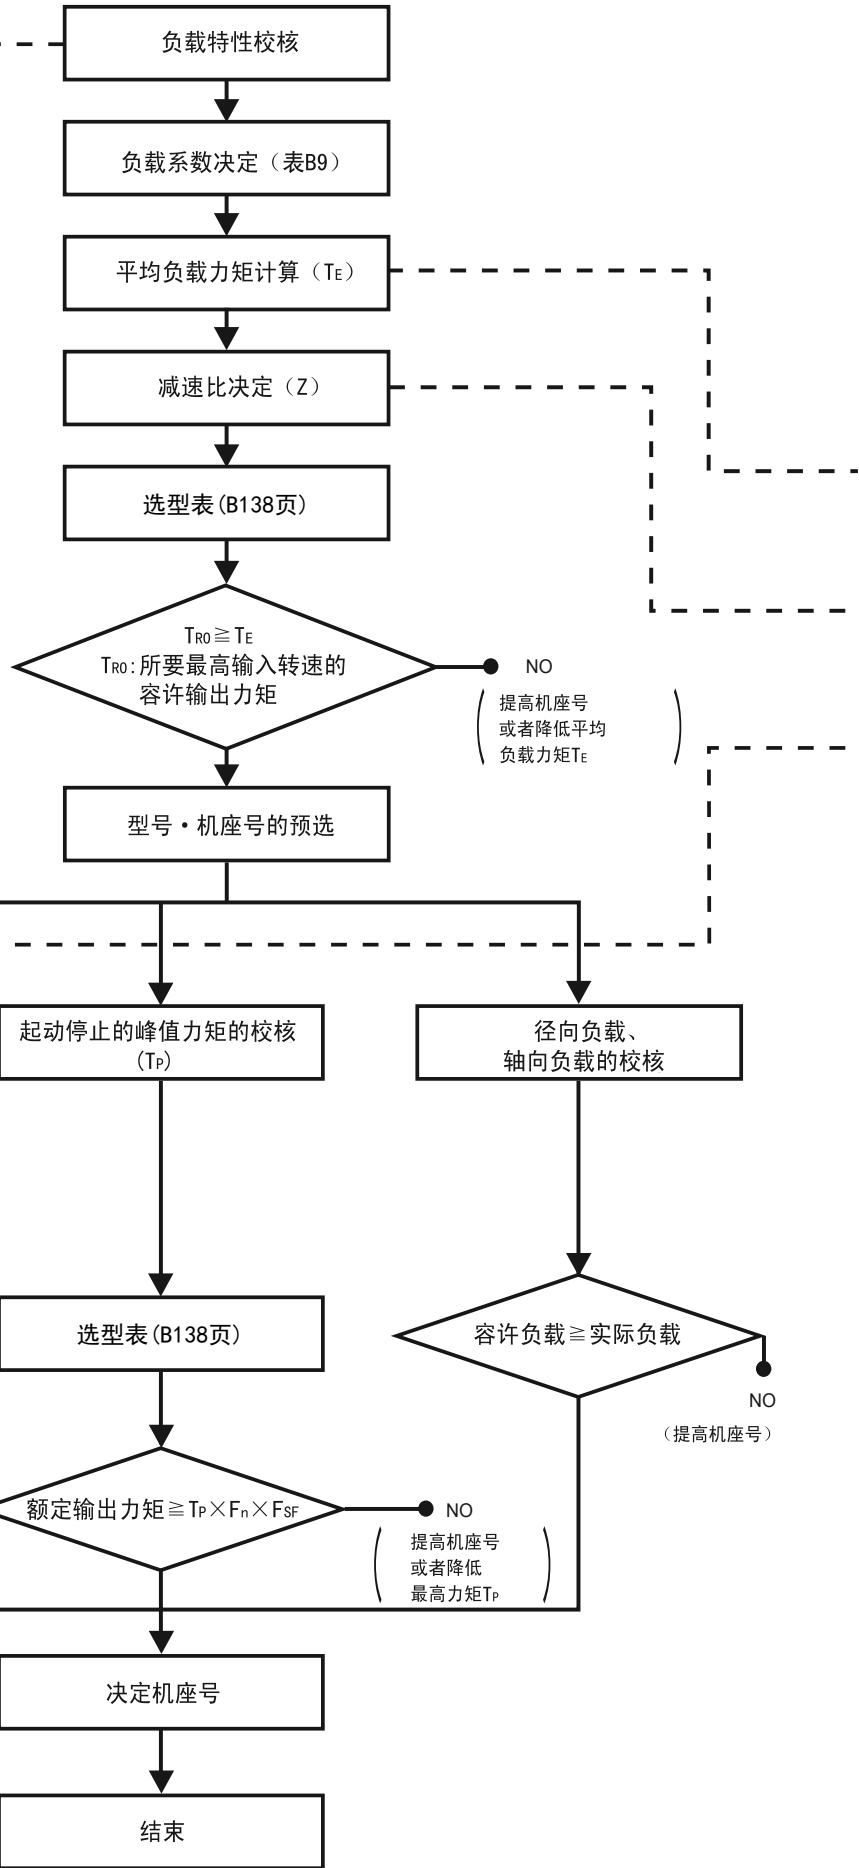 负载特性校核
负载系数决定（表B9）
平均负载力矩计算（TE）
减速比决定（Z）
选型表(B138页)
TR0≧TE
TR0:所要最高输入转速的
容许输出力矩
NO
提高机座号
或者降低平均
负载力矩TE
型号・机座号的预选
起动停止的峰值力矩的校核
(TP)
径向负载、
轴向负载的校核
选型表(B138页)
容许负载≧实际负载
NO
（提高机座号）
额定输出力矩≧TP×Fn×FSF
NO
提高机座号
或者降低
最高力矩TP
决定机座号
结束